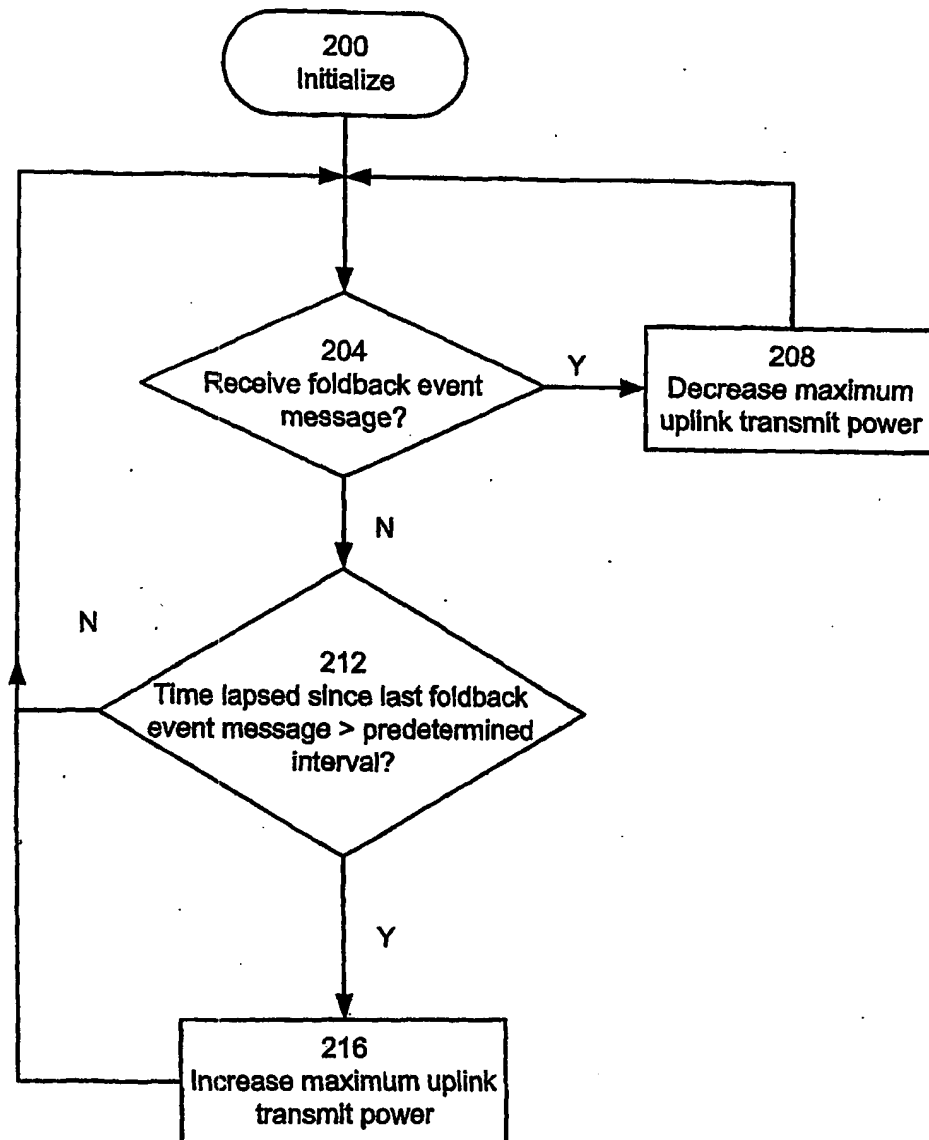 200
Initialize
204
Receive foldback event
message?
Y
208
Decrease maximum
uplink transmit power
N
N
212
Time lapsed since last foldback
event message > predetermined
interval?
Y
216
Increase maximum uplink
transmit power